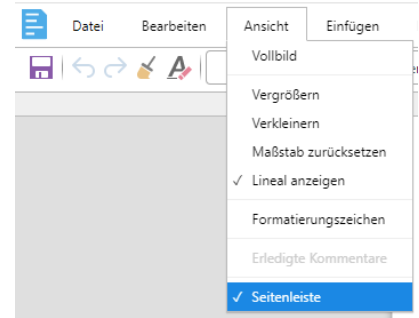 Datei Bearbeiten Ansicht Einfügen
Vollbild
Vergrößern
Verkleinern
Maßstab zurücksetzen
✓ Lineal anzeigen
Formatierungszeichen
Erledigte Kommentare
✓ Seitenleiste